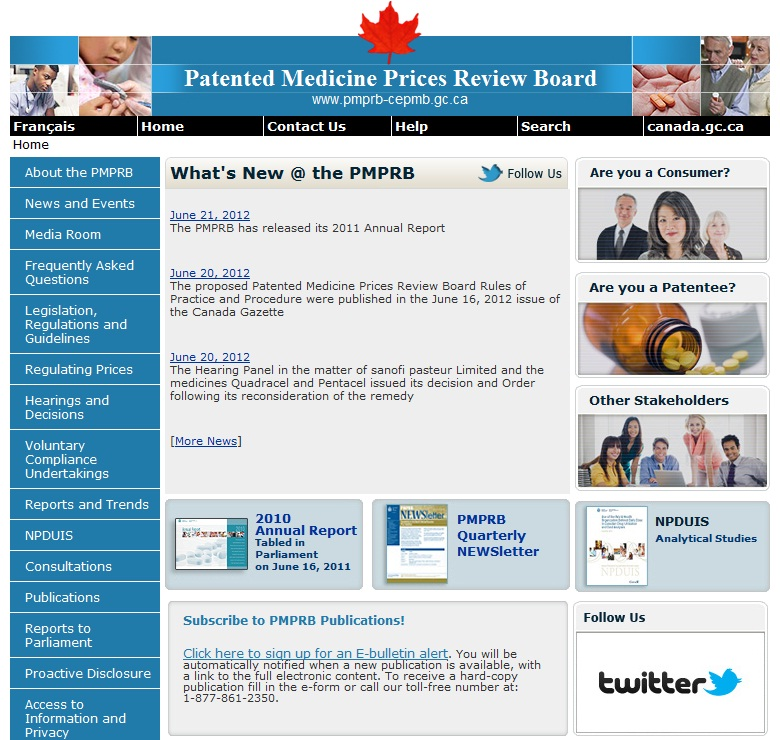 Patented Medicine Prices Review Board
www.pmprb-cepmb.gc.ca
Français Home Contact Us Help Search canada.gc.ca
Home
About the PMPRB
News and Events
Media Room
Frequently Asked
Questions
Legislation,
Regulations and
Guidelines
Regulating Prices
Hearings and
Decisions
Voluntary
Compliance
Undertakings
Reports and Trends
NPDUIS
Consultations
Publications
Reports to
Parliament
Proactive Disclosure
Access to
Information and
Privacy
What's New @ the PMPRB
Follow Us
June 21, 2012
The PMPRB has released its 2011 Annual Report
June 20, 2012
The proposed Patented Medicine Prices Review Board Rules of
Practice and Procedure were published in the June 16, 2012 issue of
the Canada Gazette
June 20, 2012
The Hearing Panel in the matter of sanofi pasteur Limited and the
medicines Quadracel and Pentacel issued its decision and Order
following its reconsideration of the remedy
[More News]
Are you a Consumer?
Are you a Patentee?
Other Stakeholders
2010
Annual Report
Tabled in
Parliament
on June 16, 2011
NEWSletter
PMPRB
Quarterly
NEWSletter
NPDUIS
NPDUIS
Analytical Studies
Subscribe to PMPRB Publications!
Click here to sign up for an E-bulletin alert. You will be
automatically notified when a new publication is available, with
a link to the full electronic content. To receive a hard-copy
publication fill in the e-form or call our toll-free number at:
1-877-861-2350.
Follow Us
twitter